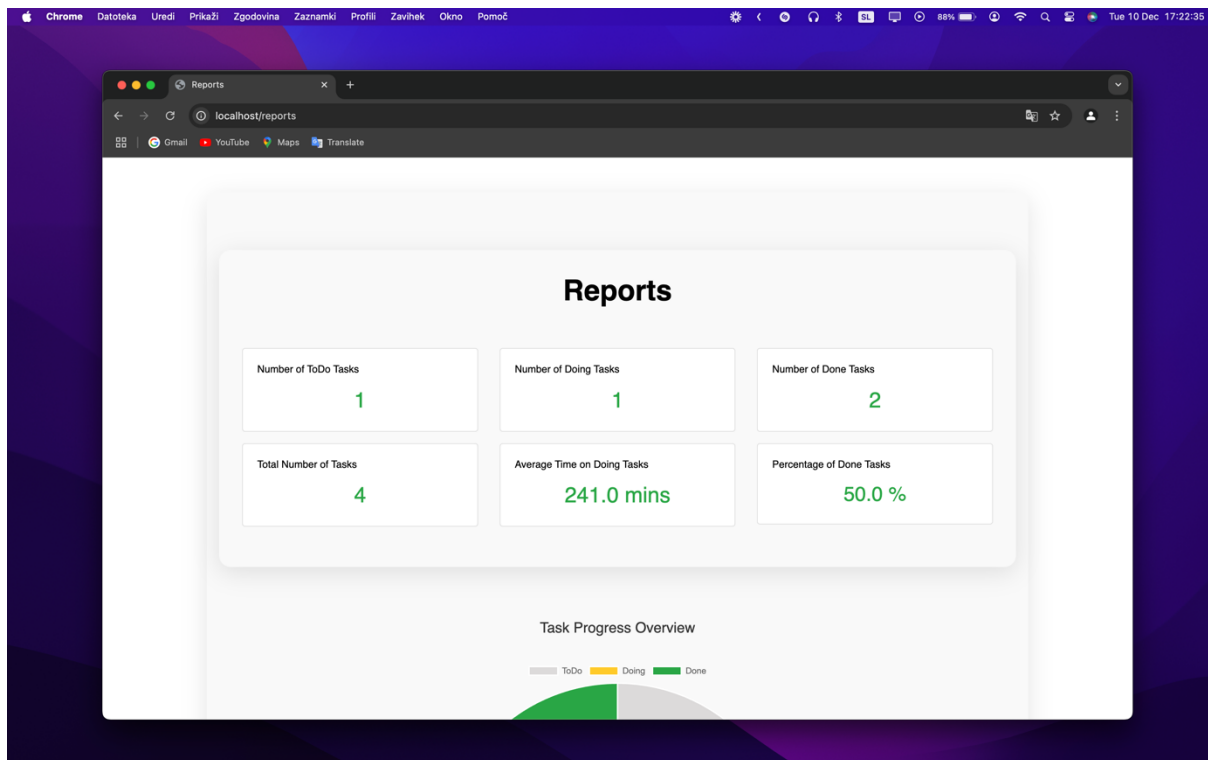 Chrome Datoteka Uredi Prikaži Zgodovina Zaznamki Profili Zavihek Okno Pomoč SL 88% Tue 10 Dec 17:22:35
Reports
localhost/reports
Gmail YouTube Maps Translate
Reports
Number of ToDo Tasks Number of Doing Tasks Number of Done Tasks
1 1 2
Total Number of Tasks Average Time on Doing Tasks Percentage of Done Tasks
4 241.0 mins 50.0 %
Task Progress Overview
ToDo Doing Done